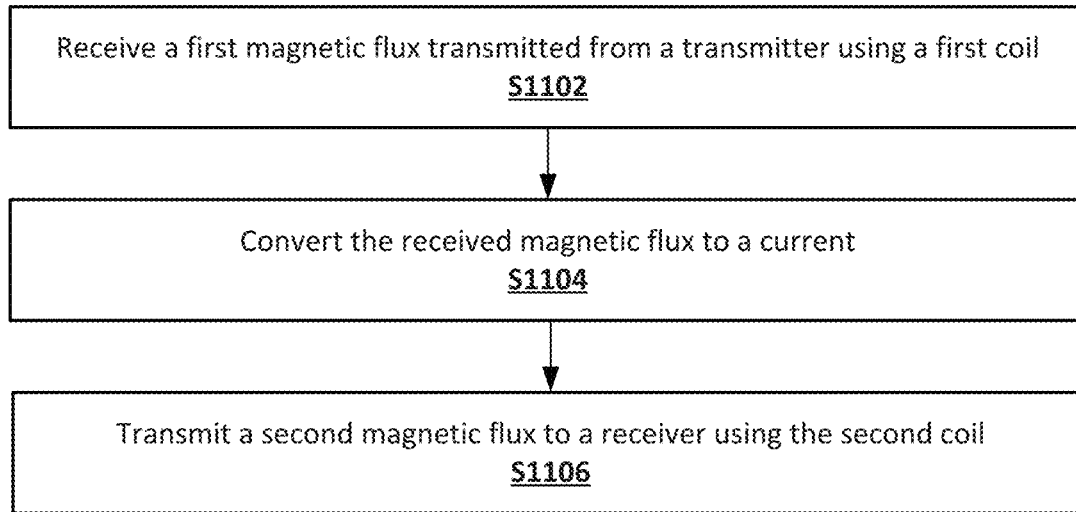 Receive a first magnetic flux transmitted from a transmitter using a first coil
S1102
Convert the received magnetic flux to a current
S1104
Transmit a second magnetic flux to a receiver using the second coil
S1106